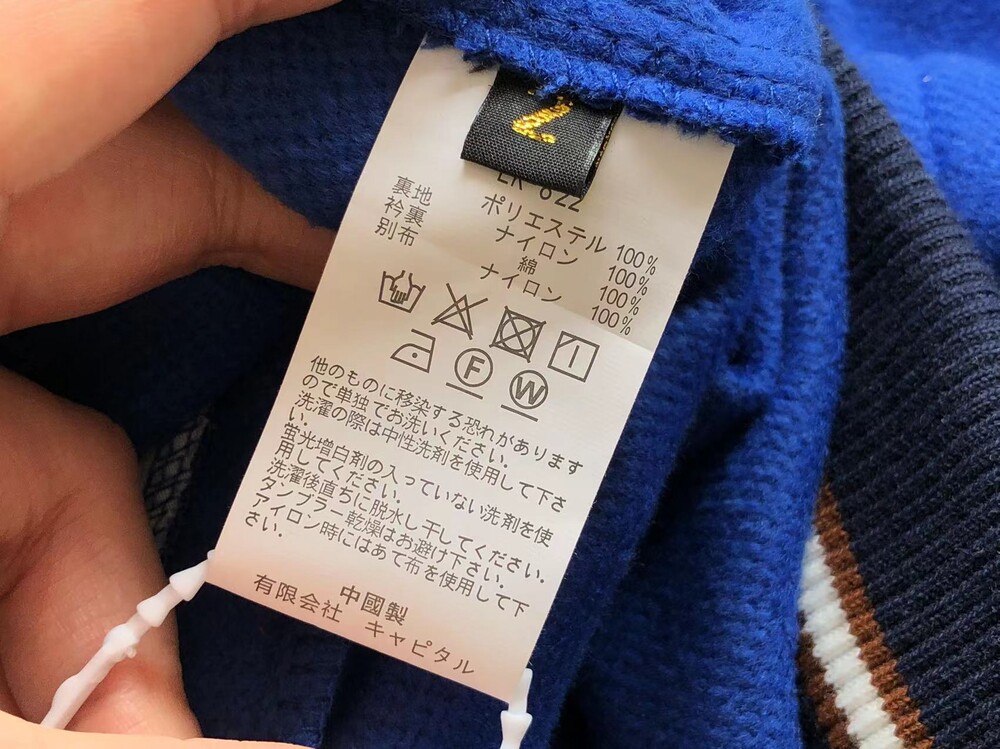 2
ポリエステル 100%
裏地 ナイロン 100%
衿裏 綿 100%
別布 ナイロン 100%
F W
他のものに移染する恐れがあります
ので単独でお洗いください。
洗濯の際は中性洗剤を使用して下さ
い。
蛍光増白剤の入っていない洗剤を使
用してください。
洗濯後直ちに脱水し干してください。
タンブラー乾燥はお避け下さい。
アイロン時にはあて布を使用して下
さい。
中國製
有限会社 キャピタル